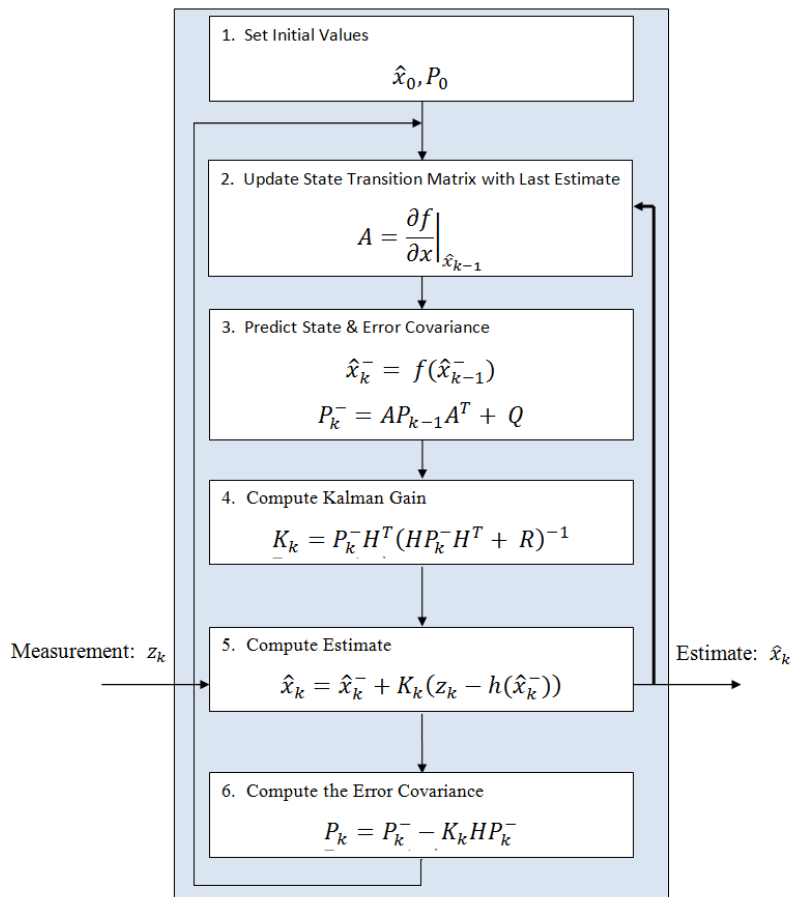 1. Set Initial Values
x̂₀, P₀
2. Update State Transition Matrix with Last Estimate
A = ∂f/∂x |x̂ₖ₋₁
3. Predict State & Error Covariance
x̂ₖ⁻ = f(x̂ₖ₋₁⁻)
Pₖ⁻ = APₖ₋₁Aᵀ + Q
4. Compute Kalman Gain
Kₖ = Pₖ⁻Hᵀ(HPₖ⁻Hᵀ + R)⁻¹
Measurement: zₖ
5. Compute Estimate
x̂ₖ = x̂ₖ⁻ + Kₖ(zₖ − h(x̂ₖ⁻))
Estimate: x̂ₖ
6. Compute the Error Covariance
Pₖ = Pₖ⁻ − KₖHPₖ⁻